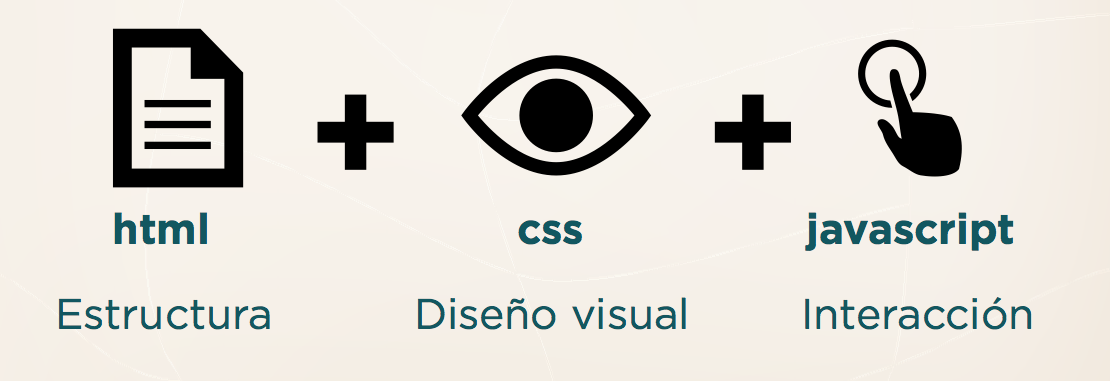 html
css
javascript
Estructura
Diseño visual
Interacción